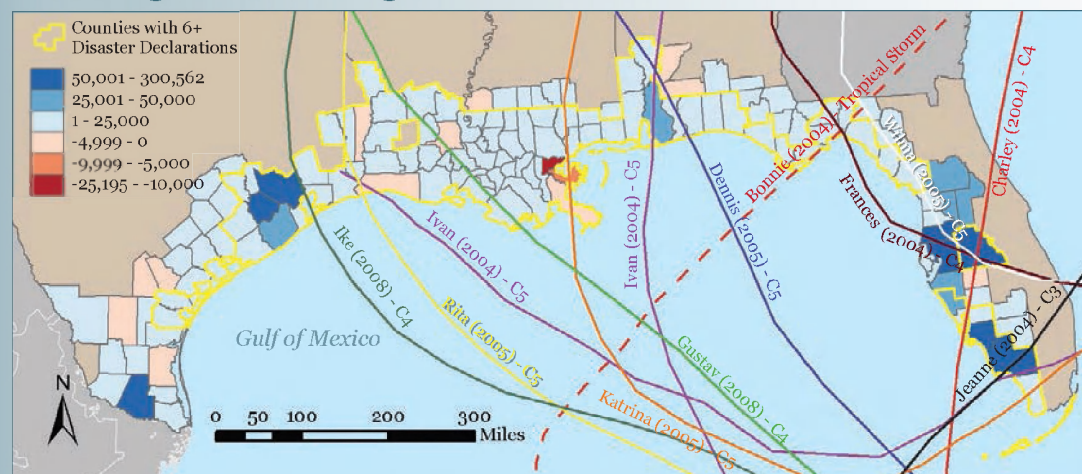 Counties with 6+
Disaster Declarations
50,001 - 300,562
25,001 - 50,000
1 - 25,000
-4,999 - 0
-9,999 - -5,000
-25,195 - -10,000
Gulf of Mexico
N
0 50 100 200 300
Miles
Ike (2008) - C4
Rita (2005) - C5
Ivan (2004) - C5
Gustav (2008) - C4
Katrina (2005) - C5
Ivan (2004) - C5
Dennis (2005) - C5
Bonnie (2004) - Tropical Storm
Frances (2004) - C4
Wilma (2005) - C5
Charley (2004) - C4
Jeanne (2004) - C3